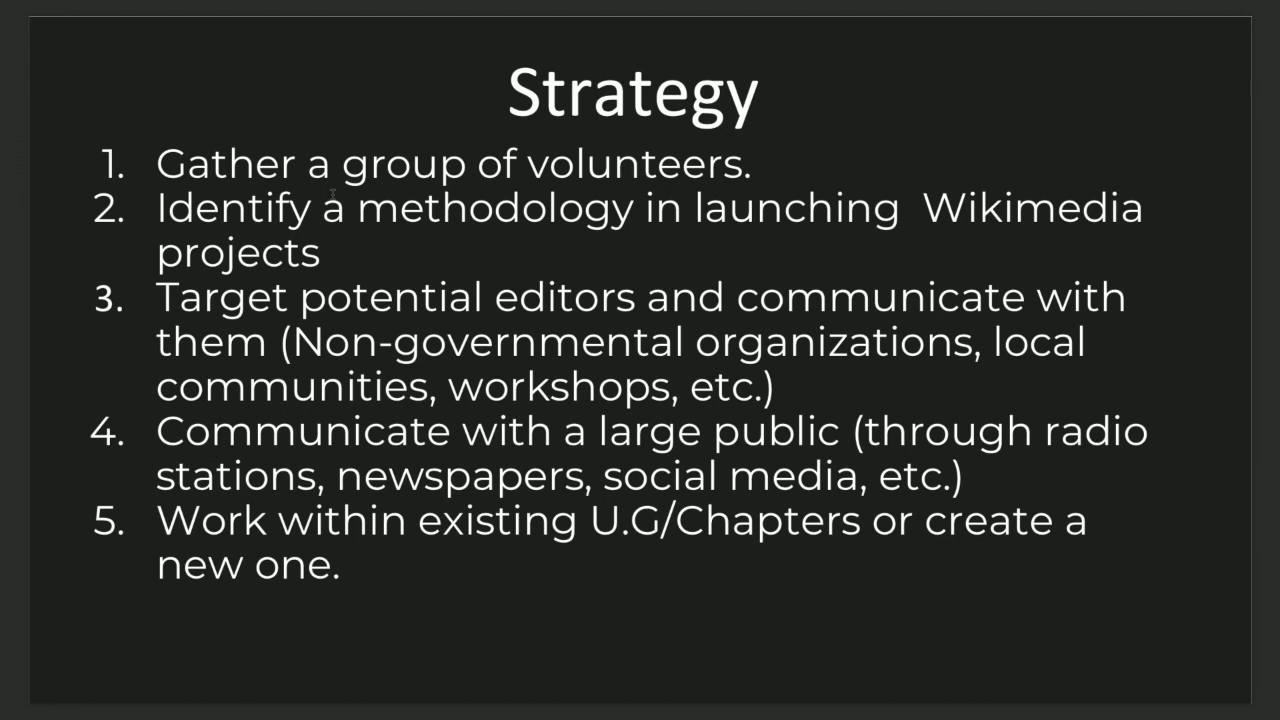 Strategy
1. Gather a group of volunteers.
2. Identify a methodology in launching  Wikimedia
projects
3. Target potential editors and communicate with
them (Non-governmental organizations, local
communities, workshops, etc.)
4. Communicate with a large public (through radio
stations, newspapers, social media, etc.)
5. Work within existing U.G/Chapters or create a
new one.